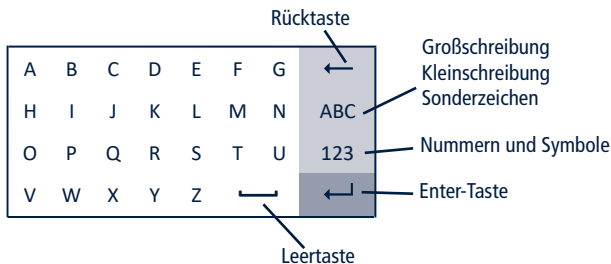 Rücktaste
Großschreibung
Kleinschreibung
Sonderzeichen
A B C D E F G
H I J K L M N ABC
O P Q R S T U 123
Nummern und Symbole
V W X Y Z
Enter-Taste
Leertaste